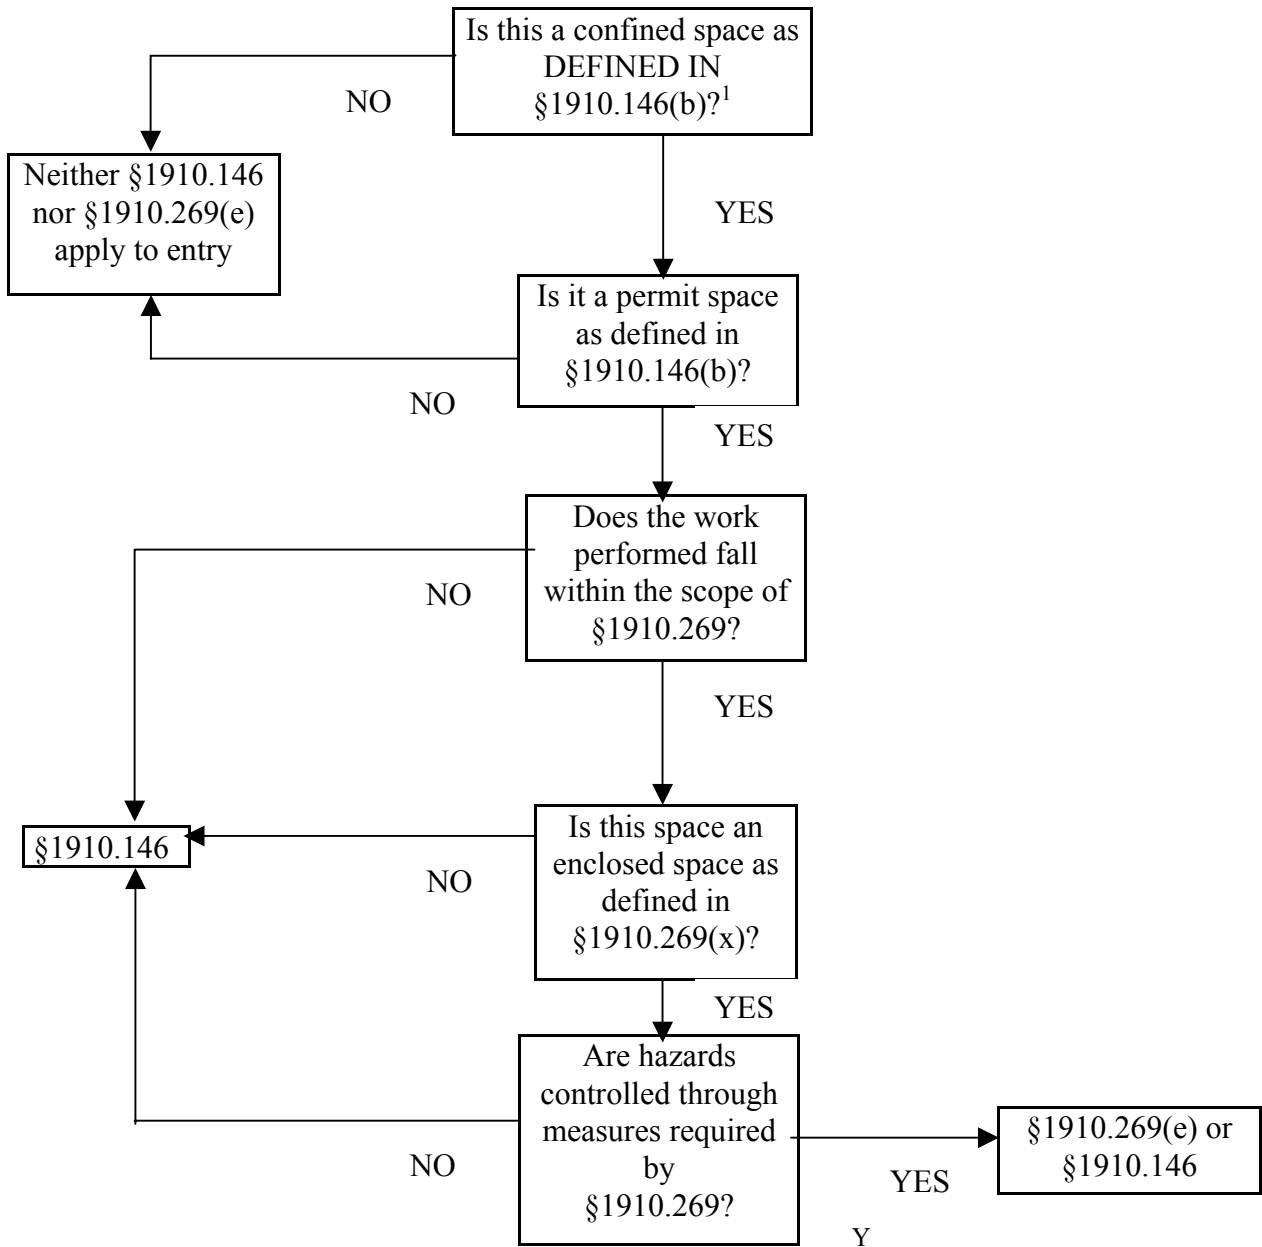 Is this a confined space as
DEFINED IN
§1910.146(b)?1
NO
Neither §1910.146
nor §1910.269(e)
apply to entry
YES
Is it a permit space
as defined in
§1910.146(b)?
NO
YES
Does the work
performed fall
within the scope of
§1910.269?
NO
YES
§1910.146
Is this space an
enclosed space as
defined in
§1910.269(x)?
NO
YES
Are hazards
controlled through
measures required
by
§1910.269?
NO
YES
§1910.269(e) or
§1910.146
Y